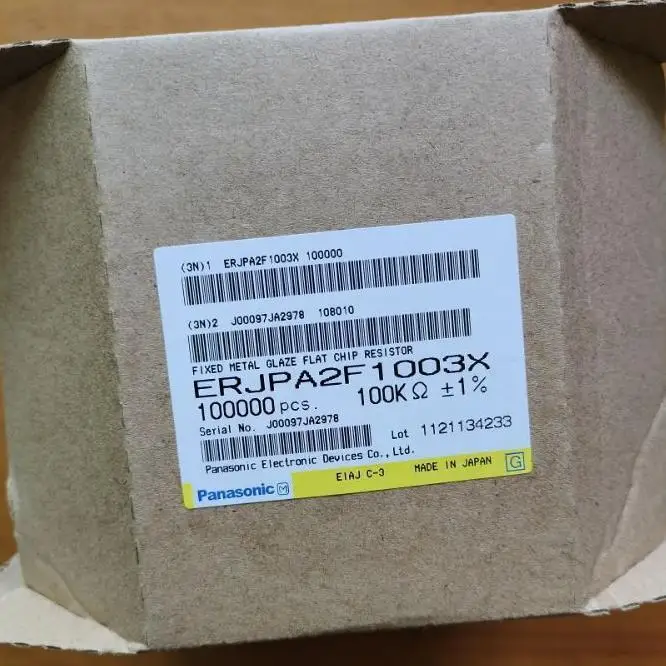 (3N)1 ERJPA2F1003X 100000
(3N)2 J00097JA2978 108010
FIXED METAL GLAZE FLAT CHIP RESISTOR
ERJPA2F1003X
100000 pcs. 100KΩ ±1%
Serial No. J00097JA2978
Lot 1121134233
Panasonic Electronic Devices Co., Ltd.
Panasonic M EIAJ C-3 MADE IN JAPAN G